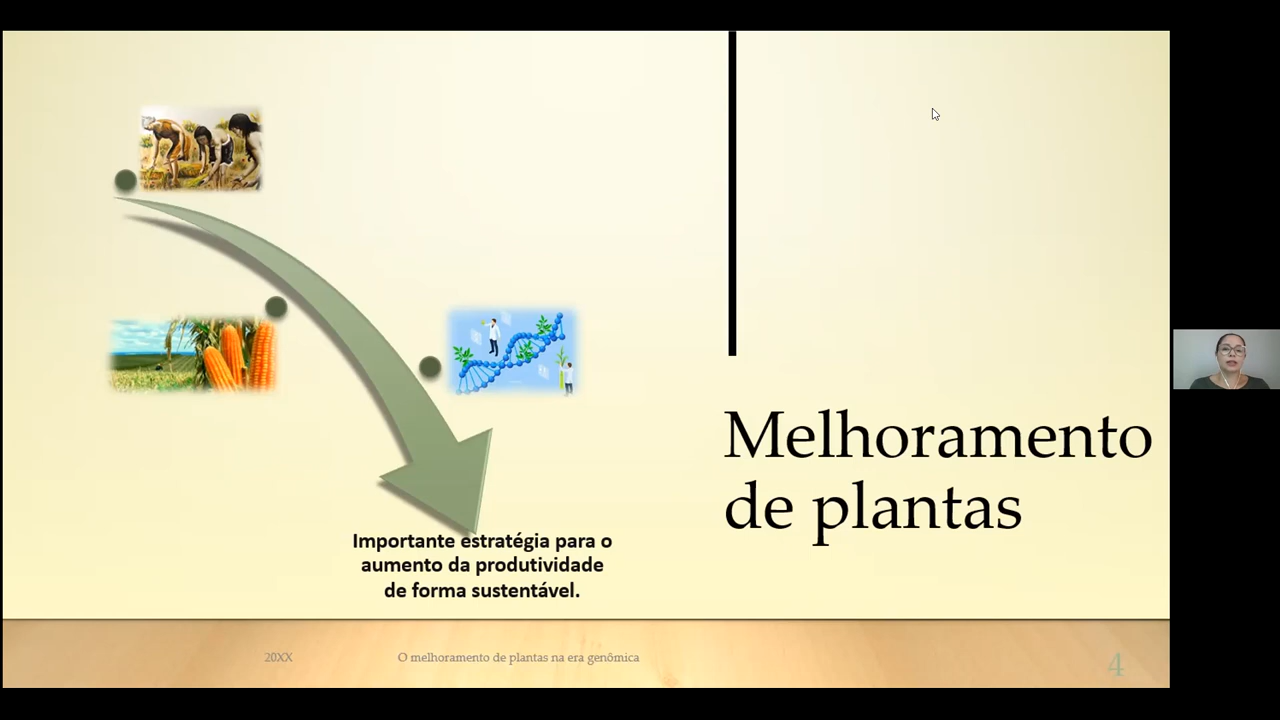 Melhoramento
de plantas
Importante estratégia para o
aumento da produtividade
de forma sustentável.
20XX
O melhoramento de plantas na era genômica
4